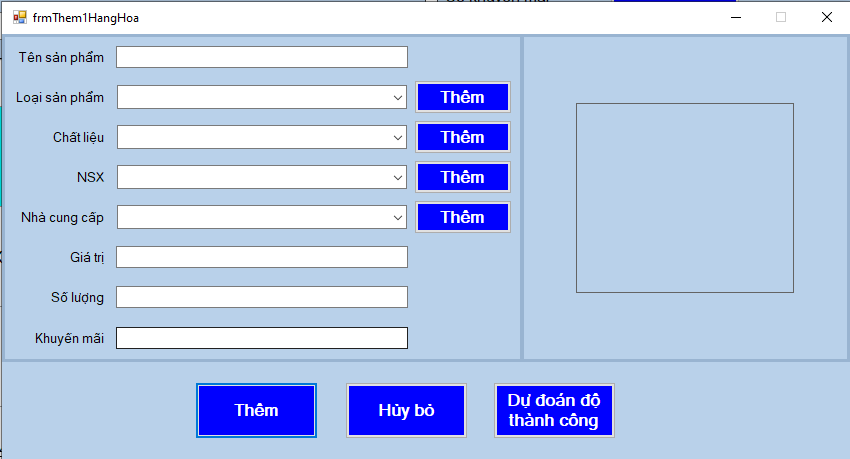 frmThem1HangHoa
Tên sản phẩm
Loại sản phẩm Thêm
Chất liệu Thêm
NSX Thêm
Nhà cung cấp Thêm
Giá trị
Số lượng
Khuyến mãi
Thêm Hủy bỏ Dự đoán độ
thành công